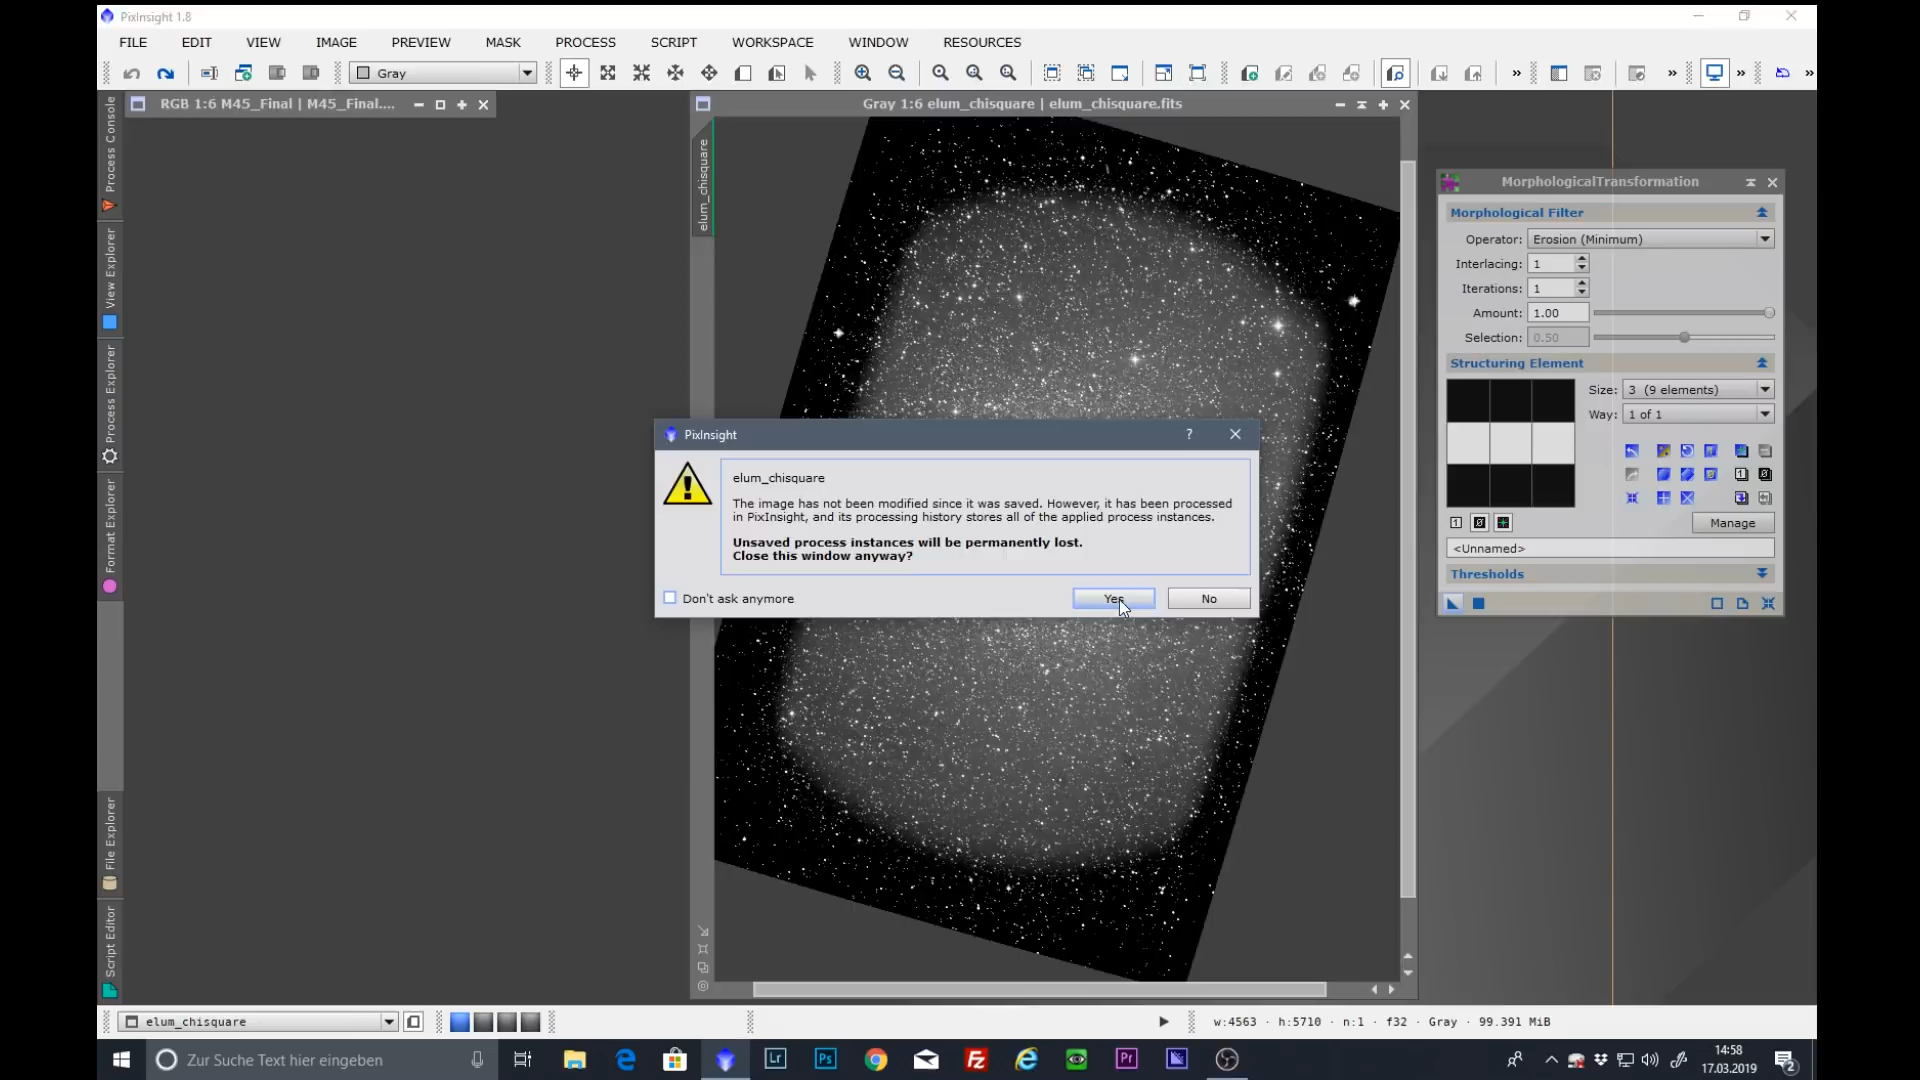 PixInsight 1.8
FILE EDIT VIEW IMAGE PREVIEW MASK PROCESS SCRIPT WORKSPACE WINDOW RESOURCES
Gray
RGB 1:6 M45_Final | M45_Final....
Gray 1:6 elum_chisquare | elum_chisquare.fits
Process Console
View Explorer
Process Explorer
Format Explorer
File Explorer
Script Editor
elum_chisquare
MorphologicalTransformation
Morphological Filter
Operator: Erosion (Minimum)
Interlacing: 1
Iterations: 1
Amount: 1.00
Selection: 0.50
Structuring Element
Size: 3 (9 elements)
Way: 1 of 1
Manage
<Unnamed>
Thresholds
PixInsight
elum_chisquare
The image has not been modified since it was saved. However, it has been processed
in PixInsight, and its processing history stores all of the applied process instances.
Unsaved process instances will be permanently lost.
Close this window anyway?
Don't ask anymore
Yes
No
elum_chisquare
w:4563 · h:5710 · n:1 · f32 · Gray · 99.391 MiB
Zur Suche Text hier eingeben
Lr
Ps
Pr
14:58
17.03.2019
2